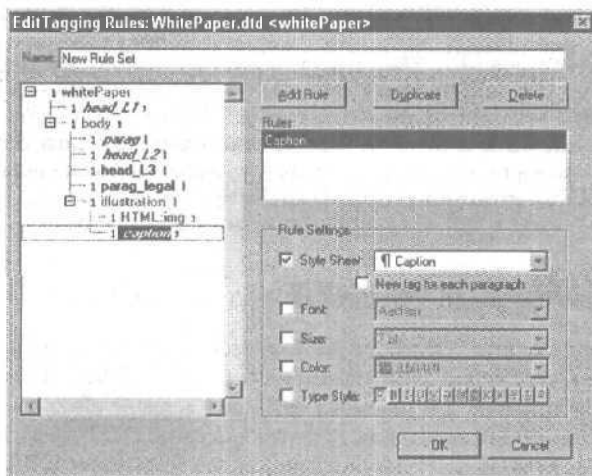 Edit Tagging Rules: WhitePaper.dtd <whitePaper>
Name: New Rule Set
whitePaper
head_L1
body
parag
head_L2
head_L3
parag_legal
illustration
HTML:img
caption
Add Rule Duplicate Delete
Rules
Caption
Rule Settings
Style Sheet: ¶ Caption
New tag for each paragraph
Font:
Size: 7 pt
Color:
Type Style:
OK Cancel